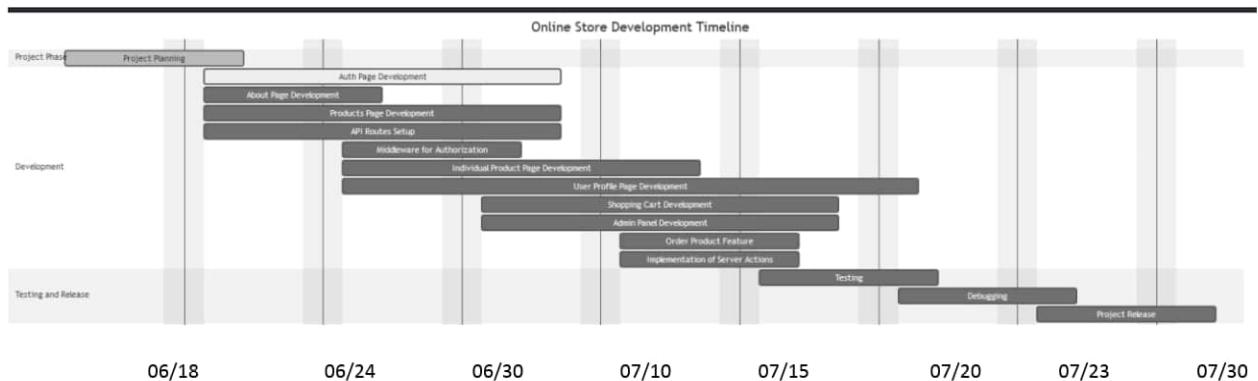 Online Store Development Timeline
Project Phase
Project Planning
Auth Page Development
About Page Development
Products Page Development
API Routes Setup
Middleware for Authorization
Development
Individual Product Page Development
User Profile Page Development
Shopping Cart Development
Admin Panel Development
Order Product Feature
Implementation of Server Actions
Testing
Testing and Release
Debugging
Project Release
06/18 06/24 06/30 07/10 07/15 07/20 07/23 07/30